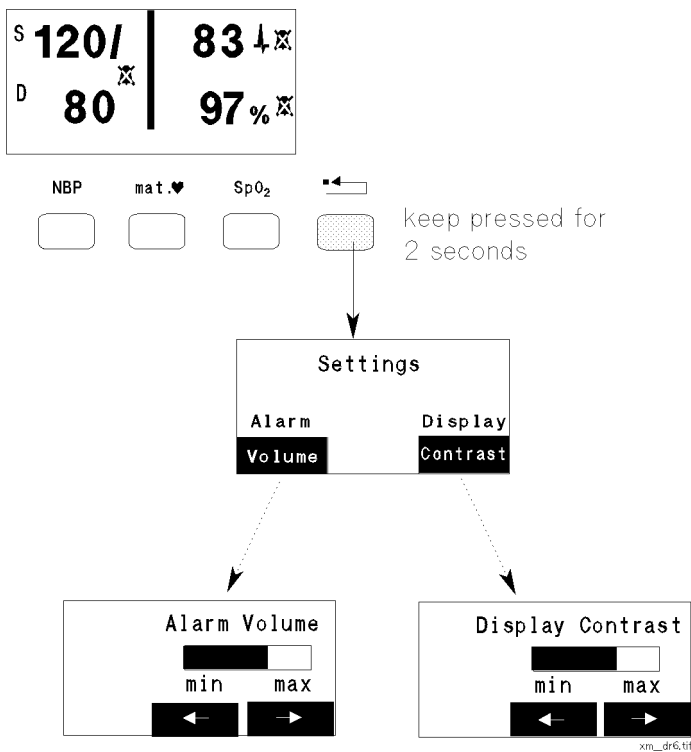 S 120/ 83
D 80 97 %
NBP mat.♥ SpO₂
keep pressed for
2 seconds
Settings
Alarm Display
Volume Contrast
Alarm Volume
min max
← →
Display Contrast
min max
← →
xm__dr6.tif